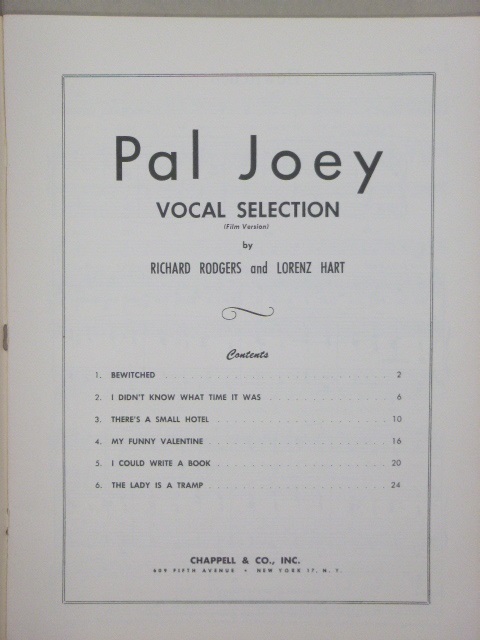 Pal Joey
VOCAL SELECTION
(Film Version)
by
RICHARD RODGERS and LORENZ HART
Contents
1. BEWITCHED 2
2. I DIDN'T KNOW WHAT TIME IT WAS 6
3. THERE'S A SMALL HOTEL 10
4. MY FUNNY VALENTINE 16
5. I COULD WRITE A BOOK 20
6. THE LADY IS A TRAMP 24
CHAPPELL & CO., INC.
609 FIFTH AVENUE • NEW YORK 17, N. Y.